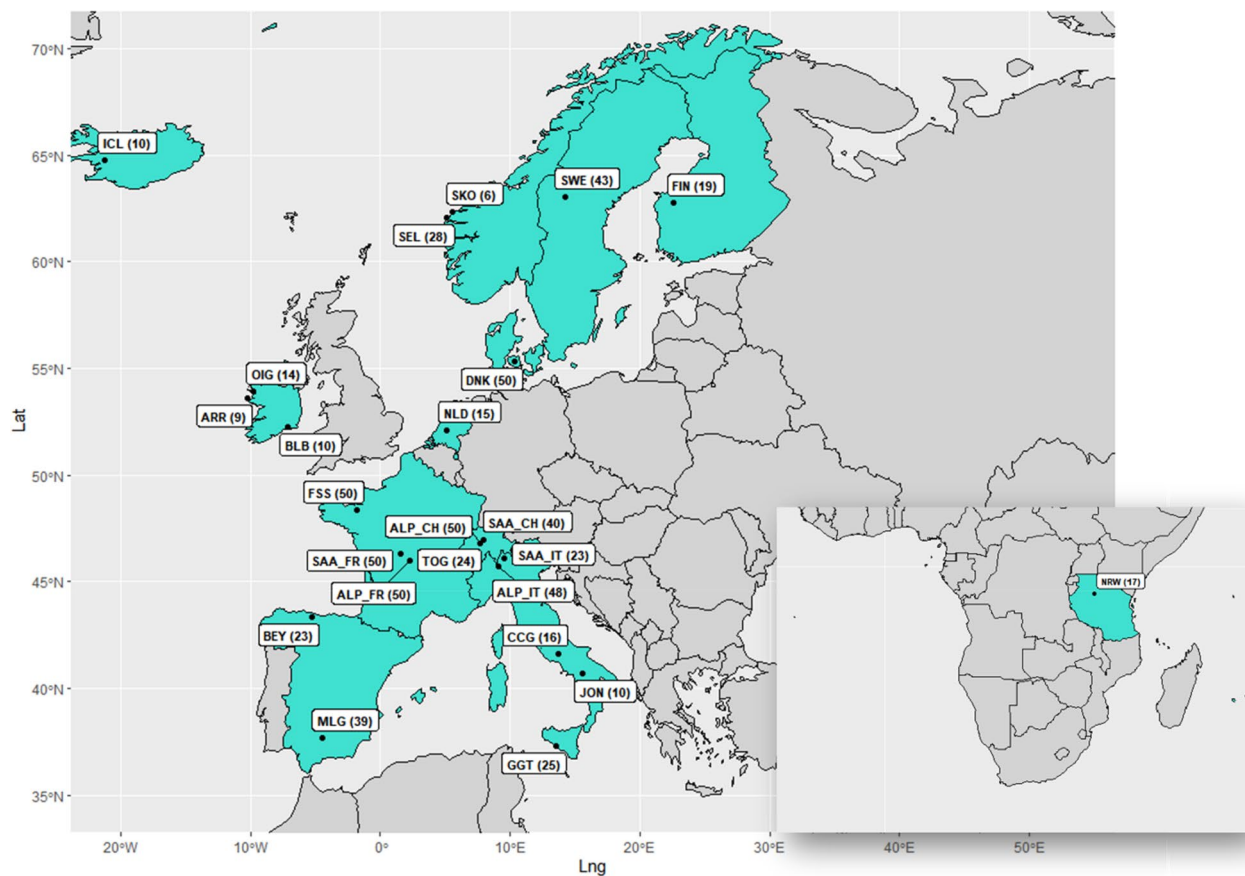 70°N
ICL (10)
65°N
SKO (6)
SWE (43)
FIN (19)
SEL (28)
60°N
OIG (14)
55°N
DNK (50)
ARR (9)
NLD (15)
BLB (10)
50°N
FSS (50)
ALP_CH (50)
SAA_CH (40)
SAA_FR (50)
TOG (24)
SAA_IT (23)
45°N
ALP_FR (50)
ALP_IT (48)
NRW (17)
BEY (23)
CCG (16)
JON (10)
40°N
MLG (39)
GGT (25)
35°N
Lat
20°W 10°W 0° 10°E 20°E 30°E 40°E 50°E
Lng